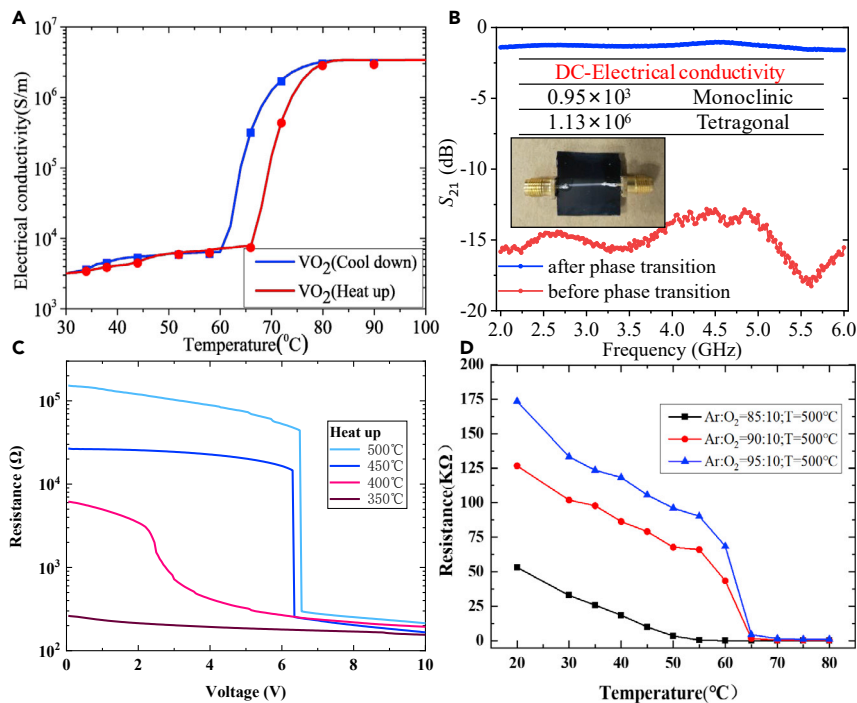 A
Electrical conductivity(S/m)
10⁷
10⁶
10⁵
10⁴
10³
30 40 50 60 70 80 90 100
Temperature(⁰C)
VO₂(Cool down)
VO₂(Heat up)
B
S₂₁ (dB)
0
-5
-10
-15
-20
DC-Electrical conductivity
0.95×10³ Monoclinic
1.13×10⁶ Tetragonal
after phase transition
before phase transition
2.0 2.5 3.0 3.5 4.0 4.5 5.0 5.5 6.0
Frequency (GHz)
C
Resistance (Ω)
10⁵
10⁴
10³
10²
Heat up
500℃
450℃
400℃
350℃
0 2 4 6 8 10
Voltage (V)
D
Resistance(KΩ)
200
175
150
125
100
75
50
25
0
Ar:O₂=85:10;T=500℃
Ar:O₂=90:10;T=500℃
Ar:O₂=95:10;T=500℃
20 30 40 50 60 70 80
Temperature(℃)